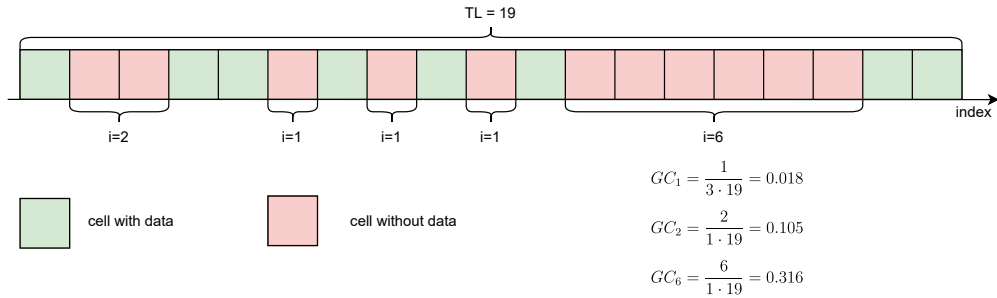 TL = 19
index
i=2
i=1
i=1
i=1
i=6
GC₁ = 1/(3 · 19) = 0.018
cell with data
cell without data
GC₂ = 2/(1 · 19) = 0.105
GC₆ = 6/(1 · 19) = 0.316